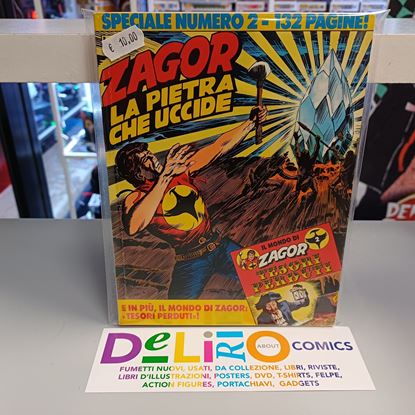 SPECIALE NUMERO 2 - 132 PAGINE!
€ 10,00
ZAGOR
LA PIETRA
CHE UCCIDE
IL MONDO DI
ZAGOR
2
TESORI
PERDUTI
E IN PIÙ, IL MONDO DI ZAGOR:
«TESORI PERDUTI»!
DeLiRiO ABOUT COMICS
FUMETTI NUOVI, USATI, DA COLLEZIONE, LIBRI, RIVISTE,
LIBRI D'ILLUSTRAZIONI, POSTERS, DVD, T-SHIRTS, FELPE,
ACTION FIGURES, PORTACHIAVI, GADGETS